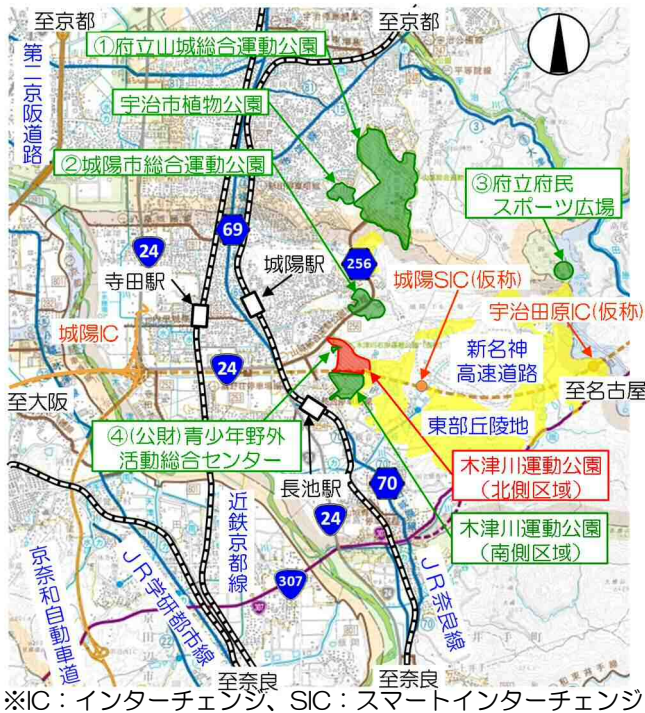 至京都
至京都
第二京阪道路
①府立山城総合運動公園
宇治市植物公園
②城陽市総合運動公園
③府立府民
スポーツ広場
69
24
256
寺田駅
城陽駅
城陽SIC(仮称)
宇治田原IC(仮称)
城陽IC
24
新名神
高速道路
至大阪
至名古屋
④(公財)青少年野外
活動総合センター
東部丘陵地
長池駅
木津川運動公園
(北側区域)
70
24
木津川運動公園
(南側区域)
近鉄京都線
307
JR奈良線
京奈和自動車道
JR学研都市線
至奈良
至奈良
※IC：インターチェンジ、SIC：スマートインターチェンジ